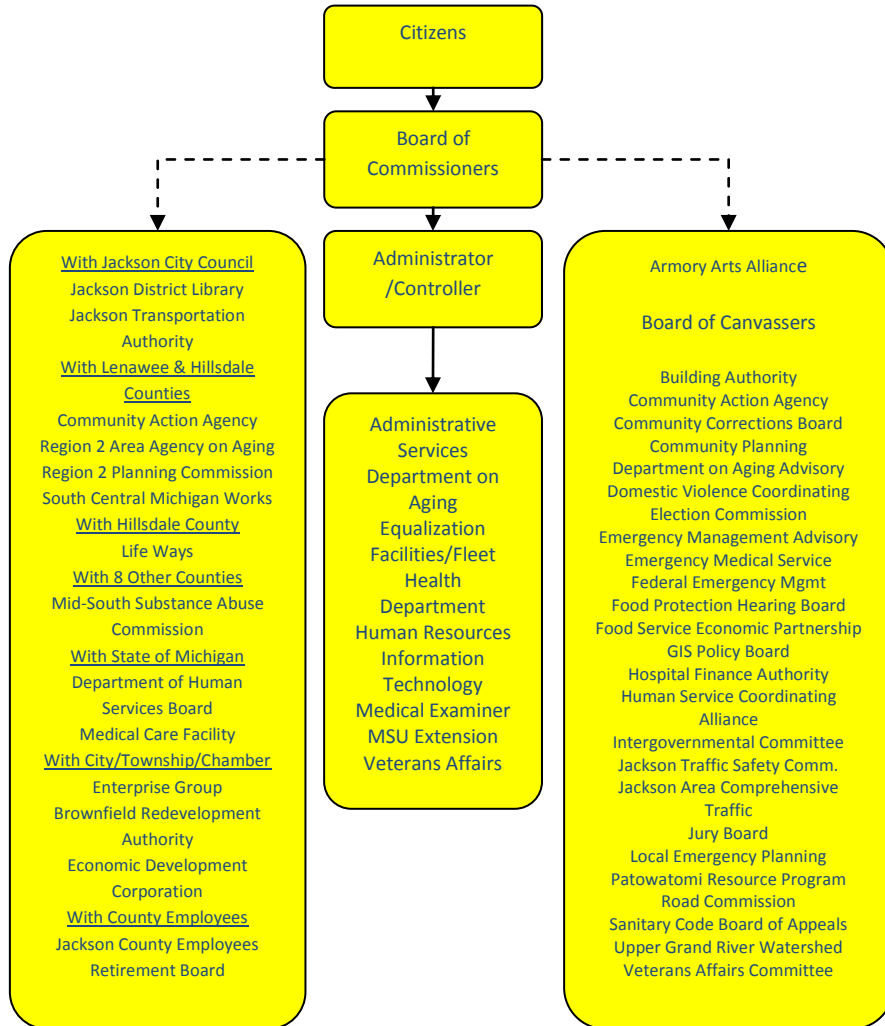 Citizens
Board of
Commissioners
Administrator
/Controller
With Jackson City Council
Jackson District Library
Jackson Transportation
Authority
With Lenawee & Hillsdale
Counties
Community Action Agency
Region 2 Area Agency on Aging
Region 2 Planning Commission
South Central Michigan Works
With Hillsdale County
Life Ways
With 8 Other Counties
Mid-South Substance Abuse
Commission
With State of Michigan
Department of Human
Services Board
Medical Care Facility
With City/Township/Chamber
Enterprise Group
Brownfield Redevelopment
Authority
Economic Development
Corporation
With County Employees
Jackson County Employees
Retirement Board
Administrative
Services
Department on
Aging
Equalization
Facilities/Fleet
Health
Department
Human Resources
Information
Technology
Medical Examiner
MSU Extension
Veterans Affairs
Armory Arts Alliance
Board of Canvassers
Building Authority
Community Action Agency
Community Corrections Board
Community Planning
Department on Aging Advisory
Domestic Violence Coordinating
Election Commission
Emergency Management Advisory
Emergency Medical Service
Federal Emergency Mgmt
Food Protection Hearing Board
Food Service Economic Partnership
GIS Policy Board
Hospital Finance Authority
Human Service Coordinating
Alliance
Intergovernmental Committee
Jackson Traffic Safety Comm.
Jackson Area Comprehensive
Traffic
Jury Board
Local Emergency Planning
Patowatomi Resource Program
Road Commission
Sanitary Code Board of Appeals
Upper Grand River Watershed
Veterans Affairs Committee